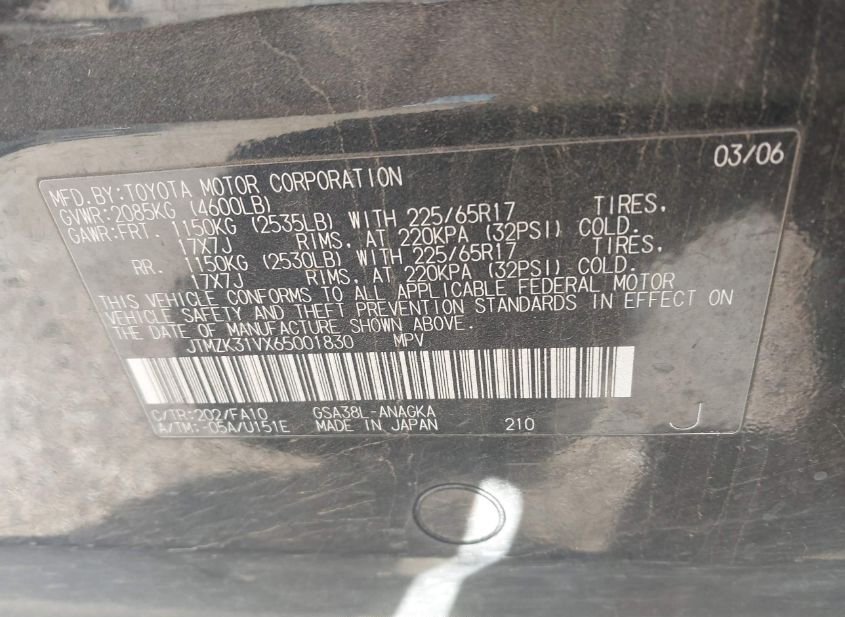 03/06
MFD.BY:TOYOTA MOTOR CORPORATION
GVWR:2085KG (4600LB)
GAWR:FRT. 1150KG (2535LB) WITH 225/65R17 TIRES,
17X7J RIMS, AT 220KPA (32PSI) COLD.
RR. 1150KG (2530LB) WITH 225/65R17 TIRES,
17X7J RIMS, AT 220KPA (32PSI) COLD.
THIS VEHICLE CONFORMS TO ALL APPLICABLE FEDERAL MOTOR
VEHICLE SAFETY AND THEFT PREVENTION STANDARDS IN EFFECT ON
THE DATE OF MANUFACTURE SHOWN ABOVE.
JTMZK31VX65001830 MPV
C/TR:202/FA10 GSA38L-ANAGKA
A/TM:-05A/U151E MADE IN JAPAN 210 J